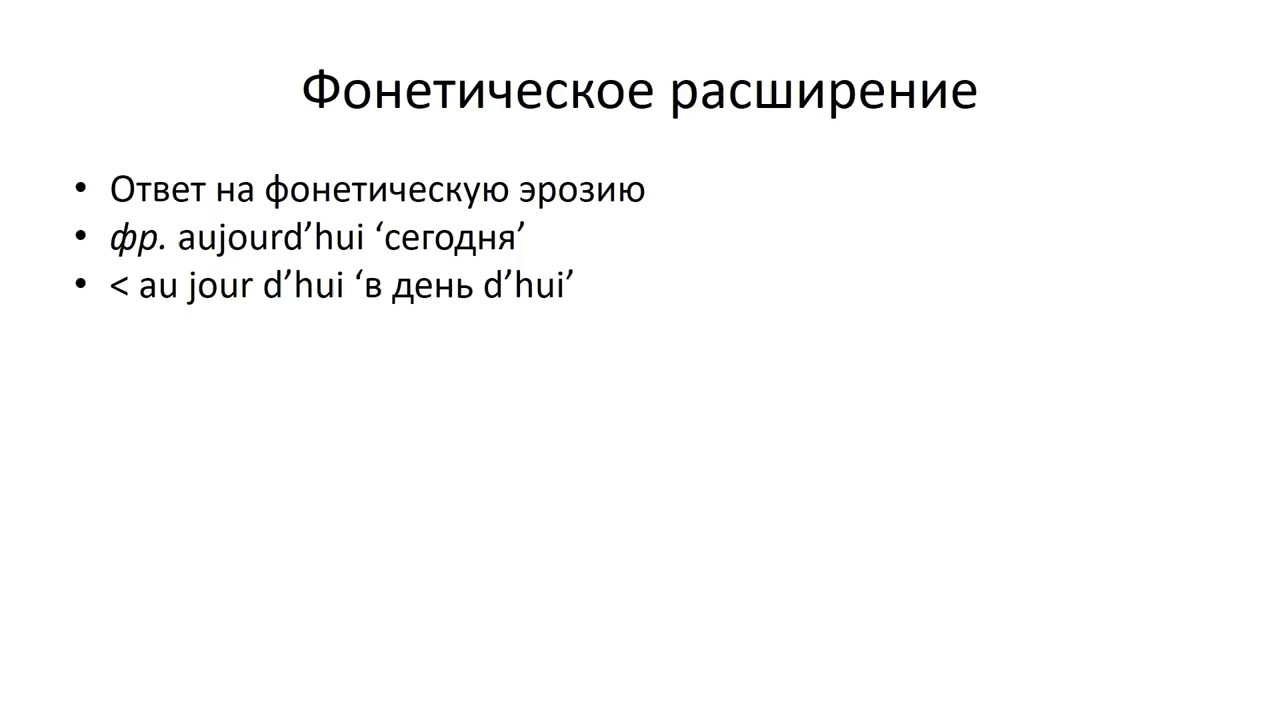 Фонетическое расширение
• Ответ на фонетическую эрозию
• фр. aujourd’hui ‘сегодня’
• < au jour d’hui ‘в день d’hui’